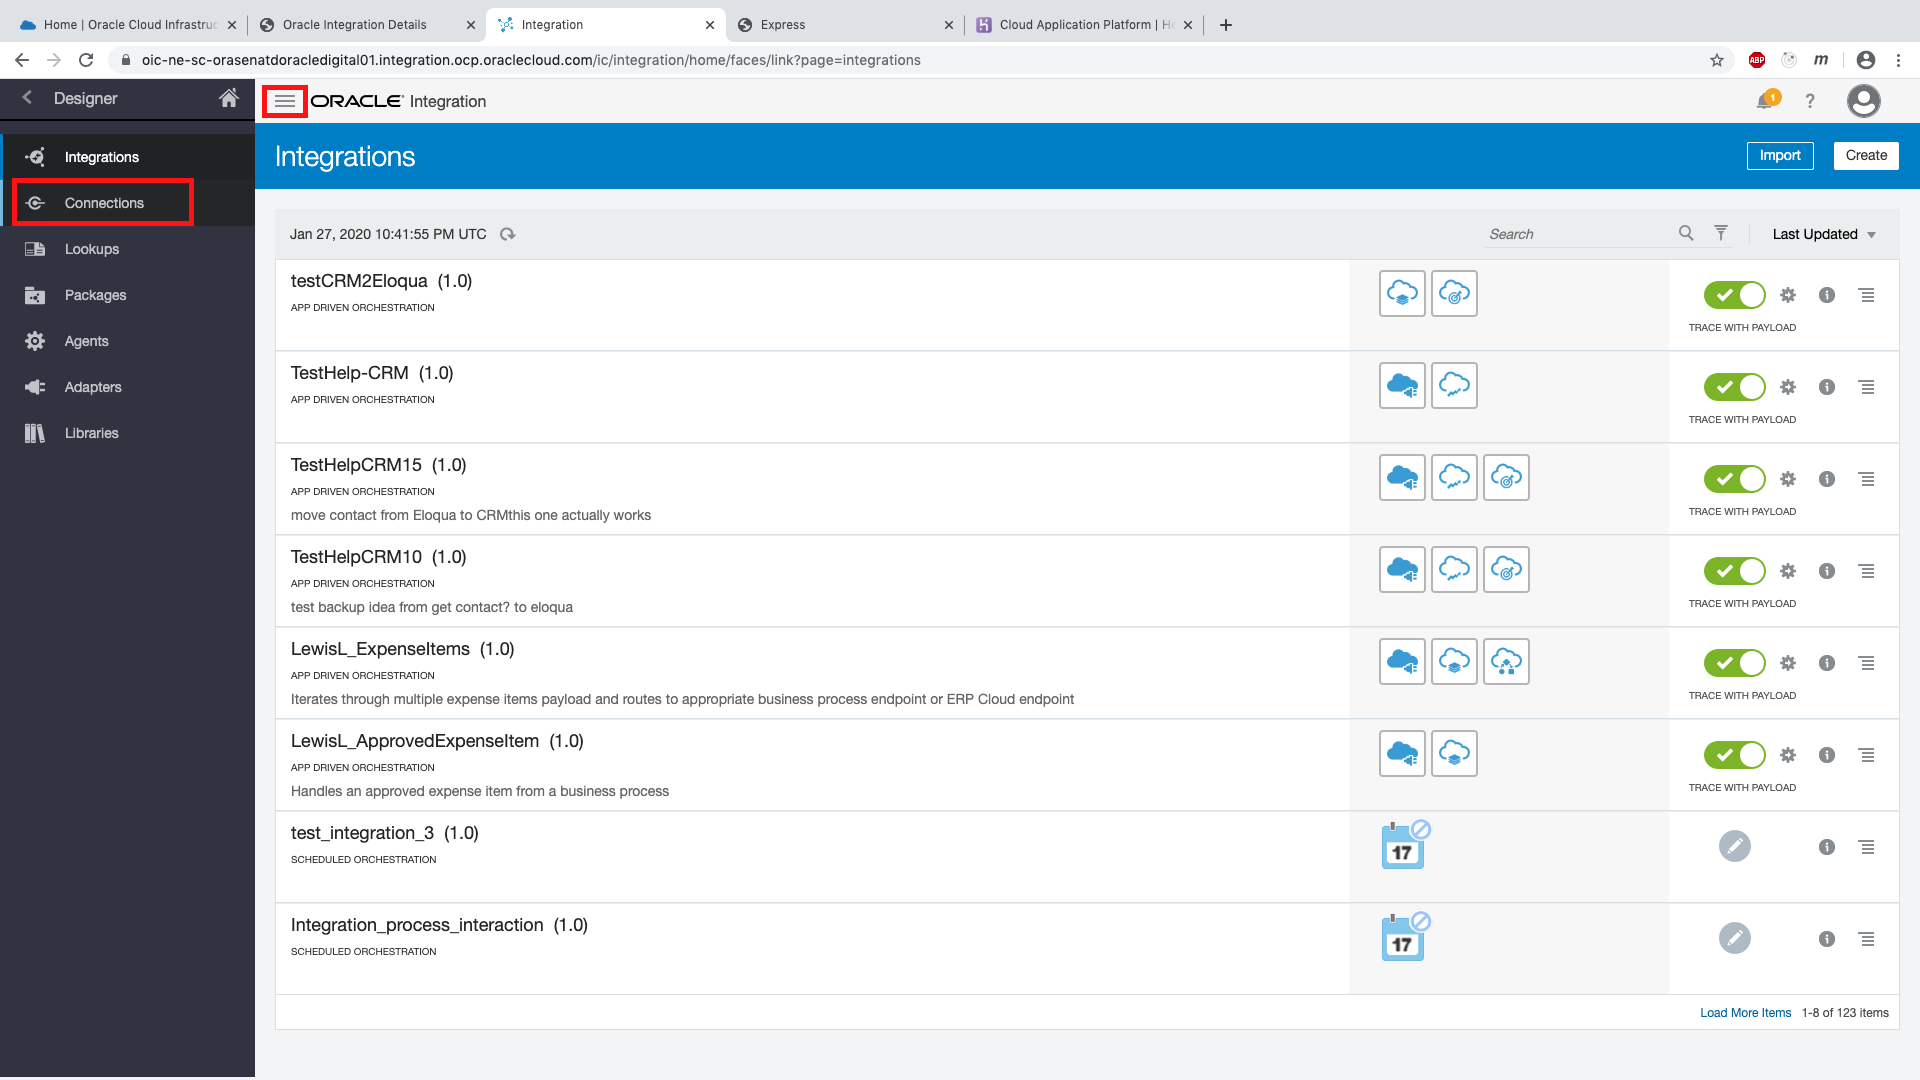 Home | Oracle Cloud Infrastruc
Oracle Integration Details
Integration
Express
Cloud Application Platform | He
oic-ne-sc-orasenatdoracledigital01.integration.ocp.oraclecloud.com/ic/integration/home/faces/link?page=integrations
ABP
m
Designer
ORACLE Integration
1
?
Integrations
Connections
Lookups
Packages
Agents
Adapters
Libraries
Integrations
Import
Create
Jan 27, 2020 10:41:55 PM UTC
Search
Last Updated
testCRM2Eloqua (1.0)
APP DRIVEN ORCHESTRATION
TRACE WITH PAYLOAD
TestHelp-CRM (1.0)
APP DRIVEN ORCHESTRATION
TRACE WITH PAYLOAD
TestHelpCRM15 (1.0)
APP DRIVEN ORCHESTRATION
move contact from Eloqua to CRMthis one actually works
TRACE WITH PAYLOAD
TestHelpCRM10 (1.0)
APP DRIVEN ORCHESTRATION
test backup idea from get contact? to eloqua
TRACE WITH PAYLOAD
LewisL_ExpenseItems (1.0)
APP DRIVEN ORCHESTRATION
Iterates through multiple expense items payload and routes to appropriate business process endpoint or ERP Cloud endpoint
TRACE WITH PAYLOAD
LewisL_ApprovedExpenseItem (1.0)
APP DRIVEN ORCHESTRATION
Handles an approved expense item from a business process
TRACE WITH PAYLOAD
test_integration_3 (1.0)
SCHEDULED ORCHESTRATION
17
Integration_process_interaction (1.0)
SCHEDULED ORCHESTRATION
17
Load More Items 1-8 of 123 items